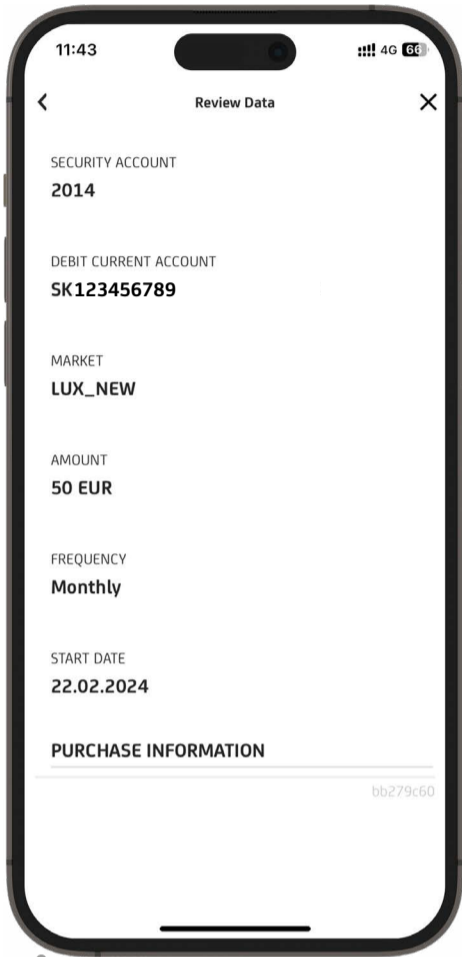 11:43
4G 66
Review Data
SECURITY ACCOUNT
2014
DEBIT CURRENT ACCOUNT
SK123456789
MARKET
LUX_NEW
AMOUNT
50 EUR
FREQUENCY
Monthly
START DATE
22.02.2024
PURCHASE INFORMATION
bb279c60